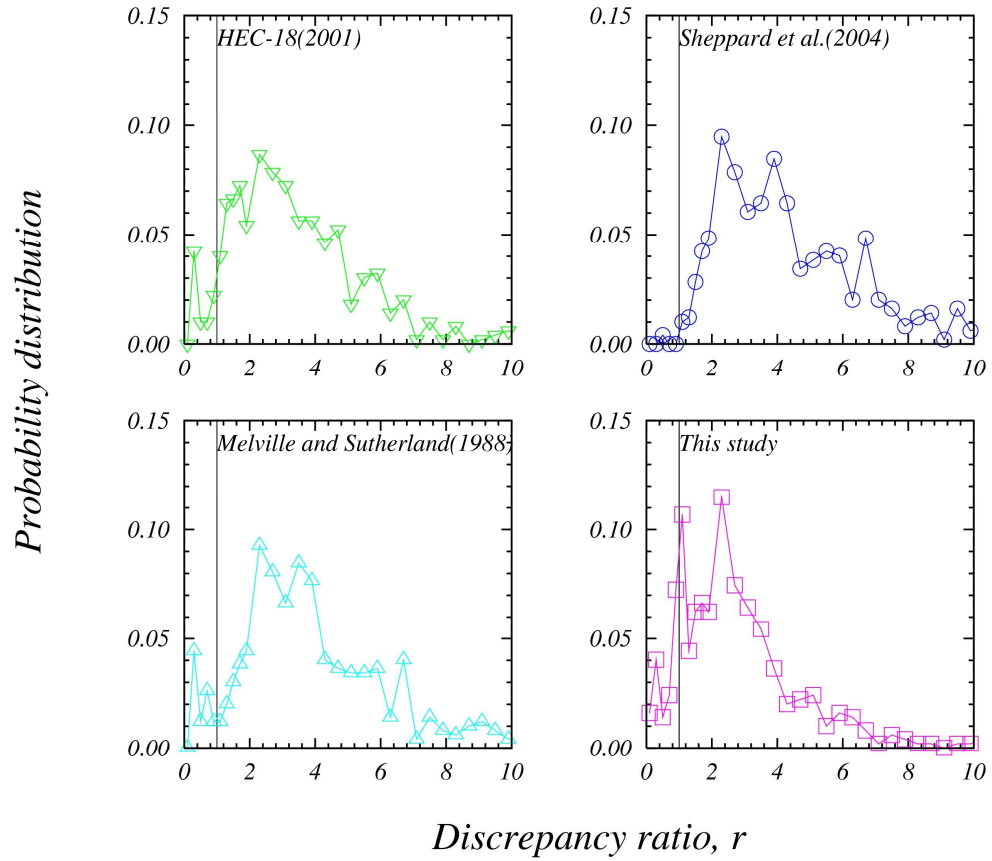 Probability distribution
0.15
0.10
0.05
0.00
HEC-18(2001)
0 2 4 6 8 10
0.15
0.10
0.05
0.00
Sheppard et al.(2004)
0 2 4 6 8 10
0.15
0.10
0.05
0.00
Melville and Sutherland(1988)
0 2 4 6 8 10
0.15
0.10
0.05
0.00
This study
0 2 4 6 8 10
Discrepancy ratio, r